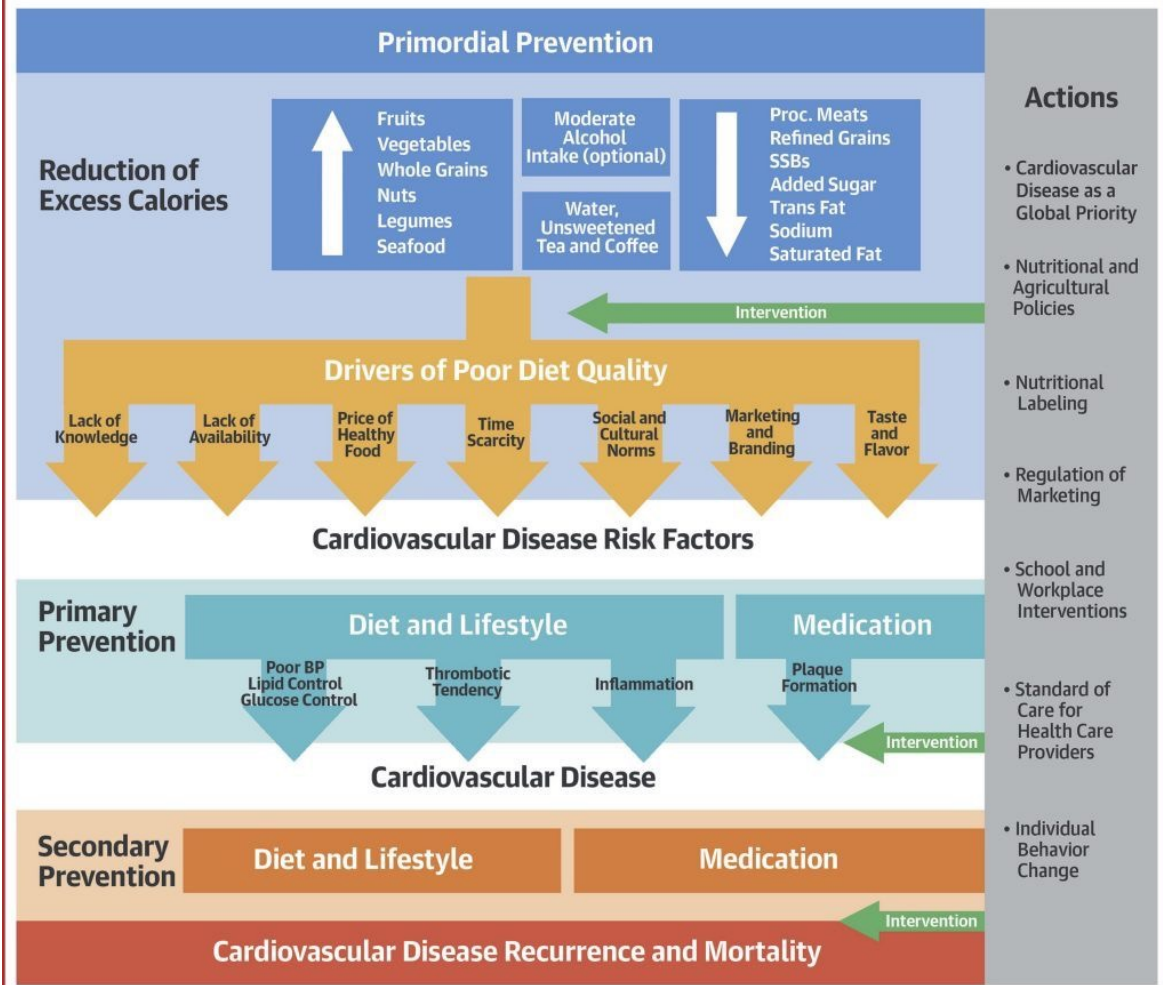 Primordial Prevention
Reduction of
Excess Calories
Fruits
Vegetables
Whole Grains
Nuts
Legumes
Seafood
Moderate
Alcohol
Intake (optional)
Water,
Unsweetened
Tea and Coffee
Proc. Meats
Refined Grains
SSBs
Added Sugar
Trans Fat
Sodium
Saturated Fat
Intervention
Drivers of Poor Diet Quality
Lack of
Knowledge
Lack of
Availability
Price of
Healthy
Food
Time
Scarcity
Social and
Cultural
Norms
Marketing
and
Branding
Taste
and
Flavor
Cardiovascular Disease Risk Factors
Primary
Prevention
Diet and Lifestyle
Medication
Poor BP
Lipid Control
Glucose Control
Thrombotic
Tendency
Inflammation
Plaque
Formation
Intervention
Cardiovascular Disease
Secondary
Prevention
Diet and Lifestyle
Medication
Intervention
Cardiovascular Disease Recurrence and Mortality
Actions
• Cardiovascular
Disease as a
Global Priority
• Nutritional and
Agricultural
Policies
• Nutritional
Labeling
• Regulation of
Marketing
• School and
Workplace
Interventions
• Standard of
Care for
Health Care
Providers
• Individual
Behavior
Change